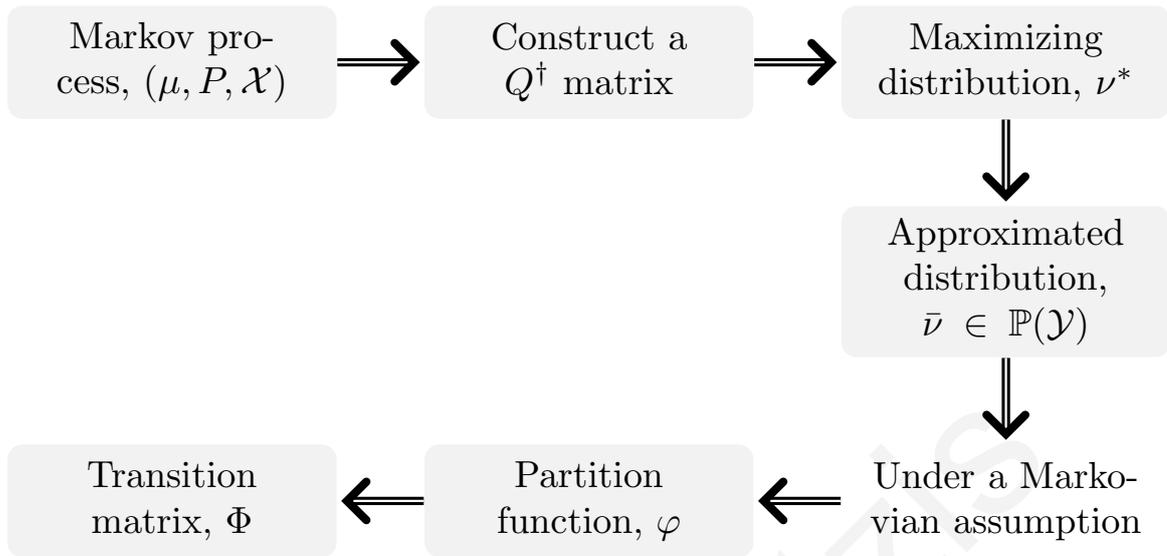 Markov pro-
cess, (μ, P, 𝒳)
Construct a
Q† matrix
Maximizing
distribution, ν*
Approximated
distribution,
ν̄ ∈ ℙ(𝒴)
Under a Marko-
vian assumption
Partition
function, φ
Transition
matrix, Φ